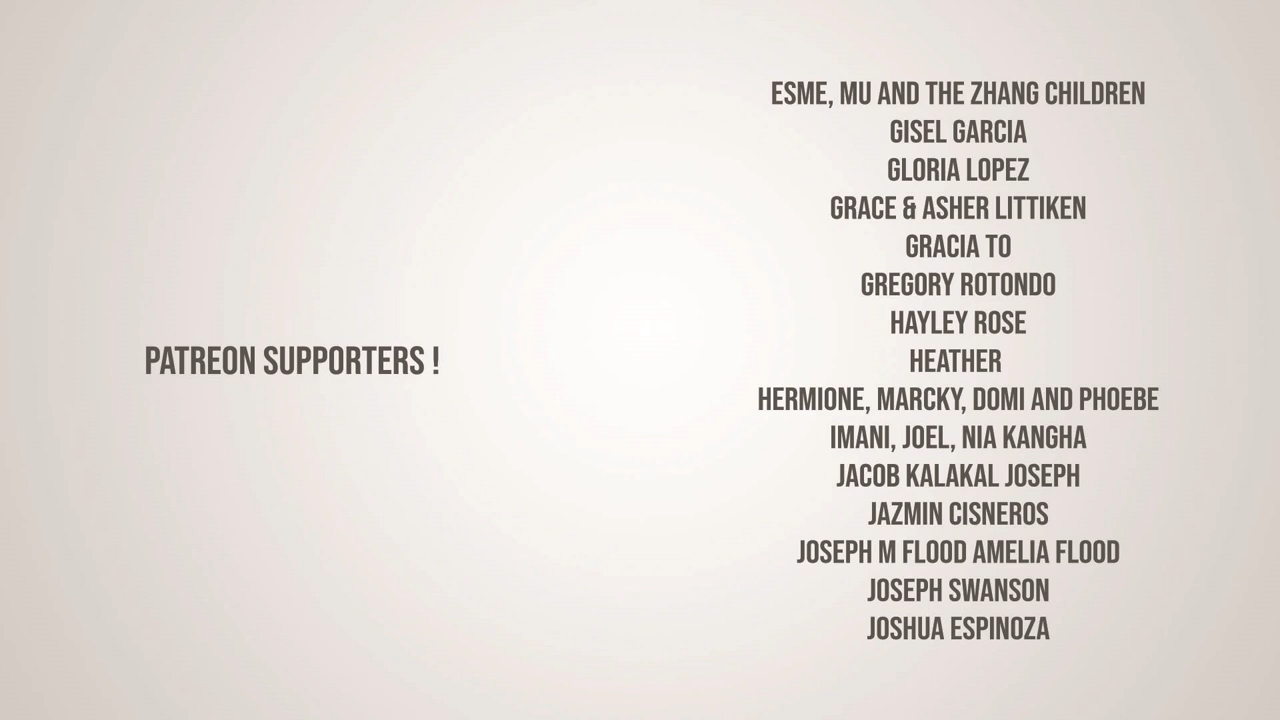 PATREON SUPPORTERS !
ESME, MU AND THE ZHANG CHILDREN
GISEL GARCIA
GLORIA LOPEZ
GRACE & ASHER LITTIKEN
GRACIA TO
GREGORY ROTONDO
HAYLEY ROSE
HEATHER
HERMIONE, MARCKY, DOMI AND PHOEBE
IMANI, JOEL, NIA KANGHA
JACOB KALAKAL JOSEPH
JAZMIN CISNEROS
JOSEPH M FLOOD AMELIA FLOOD
JOSEPH SWANSON
JOSHUA ESPINOZA